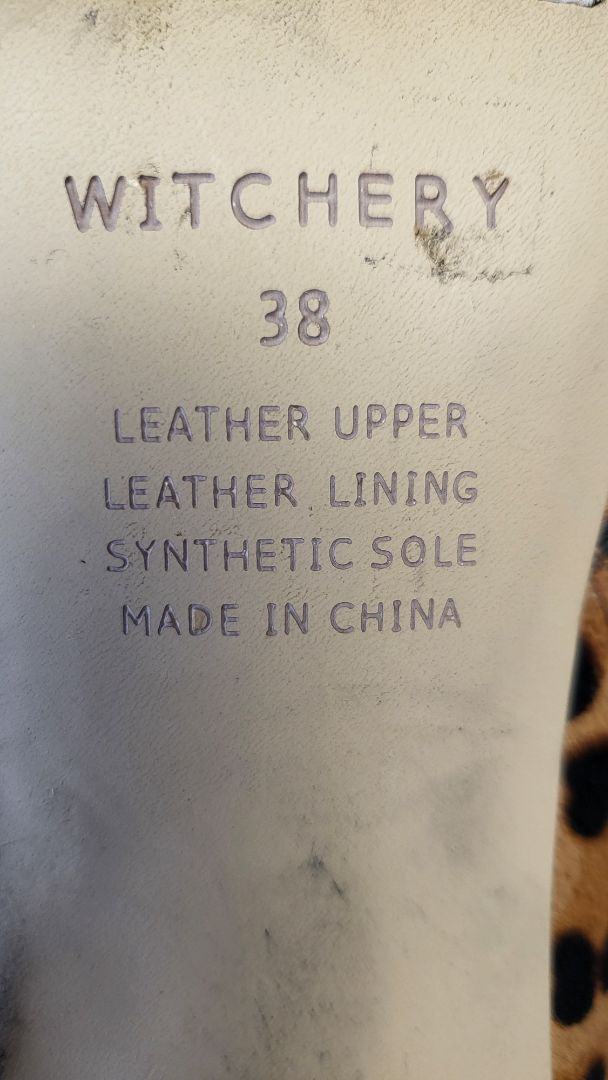 WITCHERY
38
LEATHER UPPER
LEATHER LINING
SYNTHETIC SOLE
MADE IN CHINA